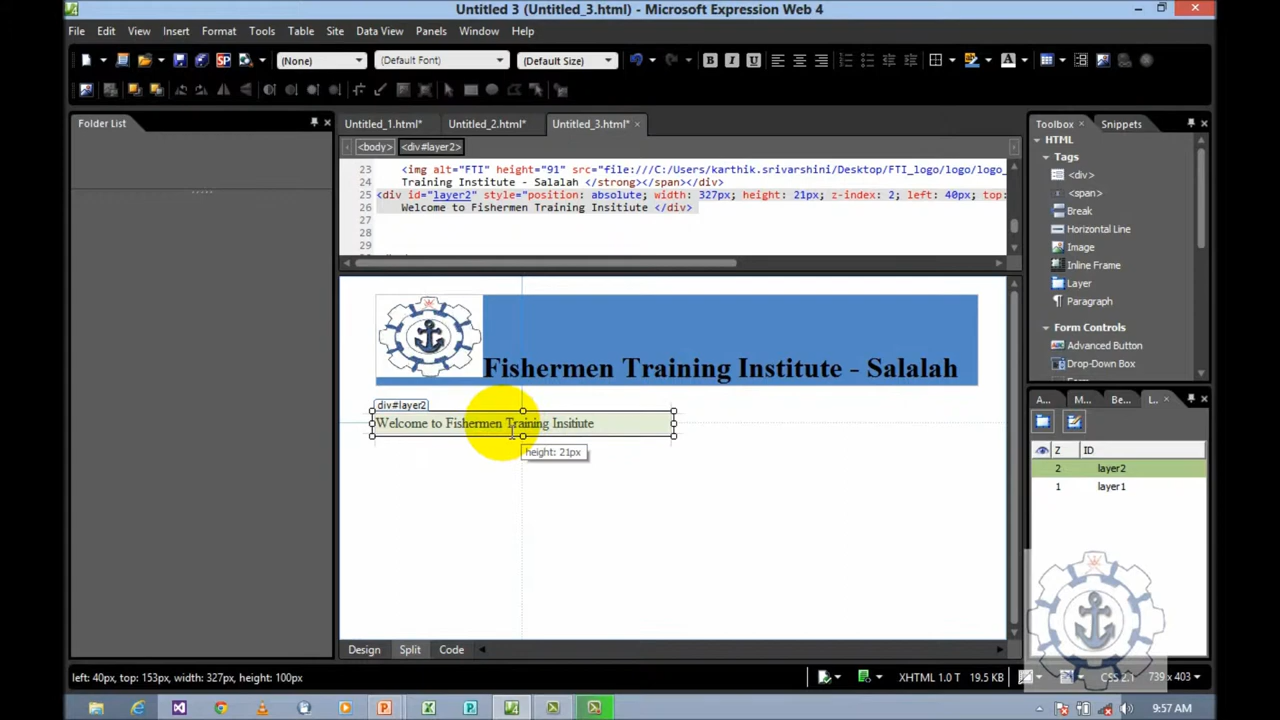 Untitled 3 (Untitled_3.html) - Microsoft Expression Web 4
File Edit View Insert Format Tools Table Site Data View Panels Window Help
(None) (Default Font) (Default Size) B I U A
Folder List
Untitled_1.html* Untitled_2.html* Untitled_3.html*
<body> <div#layer2>
23 <img alt="FTI" height="91" src="file:///C:/Users/karthik.srivarshini/Desktop/FTI_logo/logo/logo_
24 Training Institute - Salalah </strong></span></div>
25 <div id="layer2" style="position: absolute; width: 327px; height: 21px; z-index: 2; left: 40px; top:
26 Welcome to Fishermen Training Insitiute </div>
27
28
29
Fishermen Training Institute - Salalah
div#layer2
Welcome to Fishermen Training Insitiute
height: 21px
Design Split Code
left: 40px, top: 153px, width: 327px, height: 100px
XHTML 1.0 T 19.5 KB CSS 2.1 739 x 403
Toolbox Snippets
HTML
Tags
<div>
<span>
Break
Horizontal Line
Image
Inline Frame
Layer
Paragraph
Form Controls
Advanced Button
Drop-Down Box
A... M... Be... L...
Z ID
2 layer2
1 layer1
9:57 AM